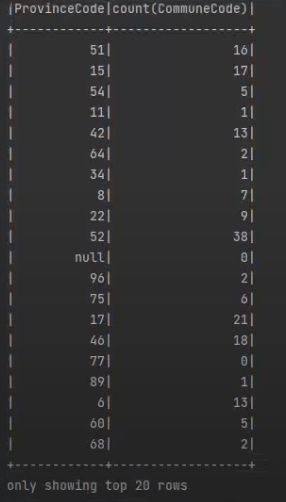 |ProvinceCode|count(CommuneCode)|
+------------+------------------+
|          51|                16|
|          15|                17|
|          54|                 5|
|          11|                 1|
|          42|                13|
|          64|                 2|
|          34|                 1|
|           8|                 7|
|          22|                 9|
|          52|                38|
|        null|                 0|
|          96|                 2|
|          75|                 6|
|          17|                21|
|          46|                18|
|          77|                 0|
|          89|                 1|
|           6|                13|
|          60|                 5|
|          68|                 2|
+------------+------------------+
only showing top 20 rows